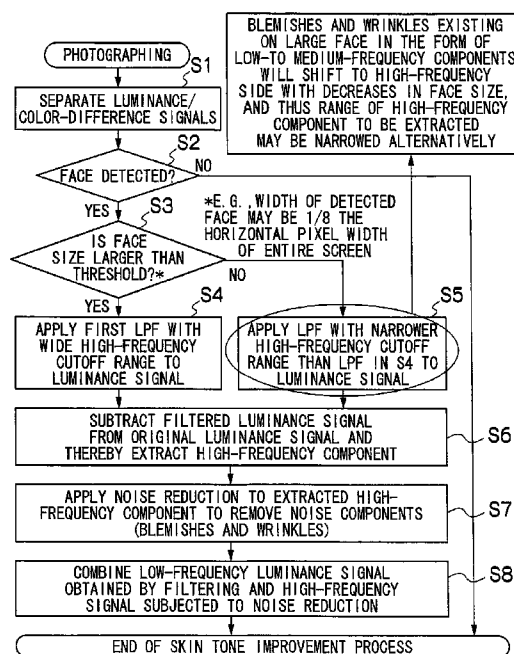 BLEMISHES AND WRINKLES EXISTING
ON LARGE FACE IN THE FORM OF
LOW-TO MEDIUM-FREQUENCY COMPONENTS
WILL SHIFT TO HIGH-FREQUENCY
SIDE WITH DECREASES IN FACE SIZE,
AND THUS RANGE OF HIGH-FREQUENCY
COMPONENT TO BE EXTRACTED
MAY BE NARROWED ALTERNATIVELY
PHOTOGRAPHING
S1
SEPARATE LUMINANCE/
COLOR-DIFFERENCE SIGNALS
S2
FACE DETECTED?
NO
YES
S3
*E.G., WIDTH OF DETECTED
FACE MAY BE 1/8 THE
HORIZONTAL PIXEL WIDTH
OF ENTIRE SCREEN
IS FACE
SIZE LARGER THAN
THRESHOLD?*
NO
YES
S4
APPLY FIRST LPF WITH
WIDE HIGH-FREQUENCY
CUTOFF RANGE TO
LUMINANCE SIGNAL
S5
APPLY LPF WITH NARROWER
HIGH-FREQUENCY CUTOFF
RANGE THAN LPF IN S4 TO
LUMINANCE SIGNAL
SUBTRACT FILTERED LUMINANCE SIGNAL
FROM ORIGINAL LUMINANCE SIGNAL AND
THEREBY EXTRACT HIGH-FREQUENCY COMPONENT
S6
APPLY NOISE REDUCTION TO EXTRACTED HIGH-
FREQUENCY COMPONENT TO REMOVE NOISE COMPONENTS
(BLEMISHES AND WRINKLES)
S7
COMBINE LOW-FREQUENCY LUMINANCE SIGNAL
OBTAINED BY FILTERING AND HIGH-FREQUENCY
SIGNAL SUBJECTED TO NOISE REDUCTION
S8
END OF SKIN TONE IMPROVEMENT PROCESS